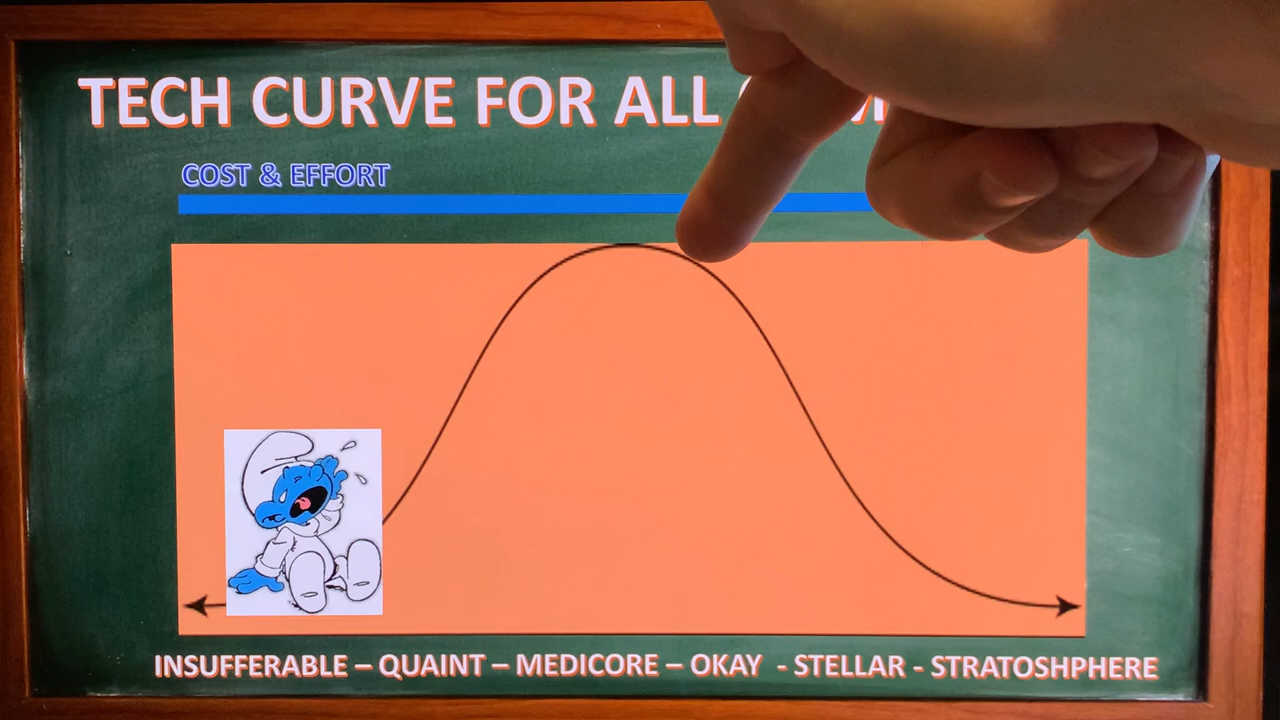 TECH CURVE FOR ALL
COST & EFFORT
INSUFFERABLE – QUAINT – MEDICORE – OKAY - STELLAR - STRATOSHPHERE